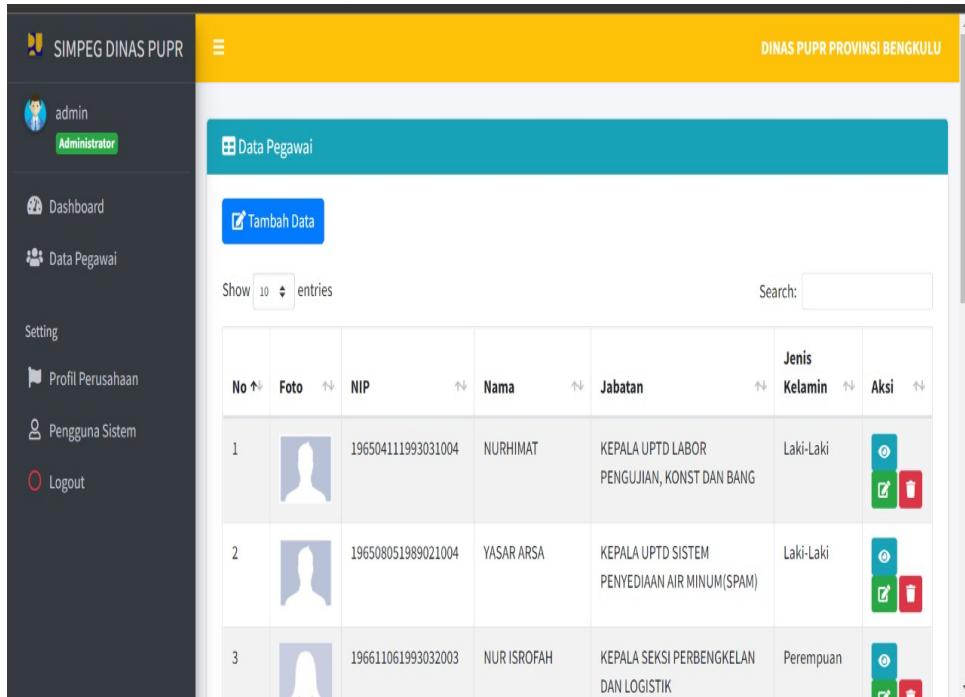 SIMPEG DINAS PUPR
DINAS PUPR PROVINSI BENGKULU
admin
Administrator
Dashboard
Data Pegawai
Setting
Profil Perusahaan
Pengguna Sistem
Logout
Data Pegawai
Tambah Data
Show 10 entries
Search:
No Foto NIP Nama Jabatan Jenis Kelamin Aksi
1 196504111993031004 NURHIMAT KEPALA UPTD LABOR Laki-Laki
PENGUJIAN, KONST DAN BANG
2 196508051989021004 YASAR ARSA KEPALA UPTD SISTEM Laki-Laki
PENYEDIAAN AIR MINUM(SPAM)
3 196611061993032003 NUR ISROFAH KEPALA SEKSI PERBENGKELAN Perempuan
DAN LOGISTIK